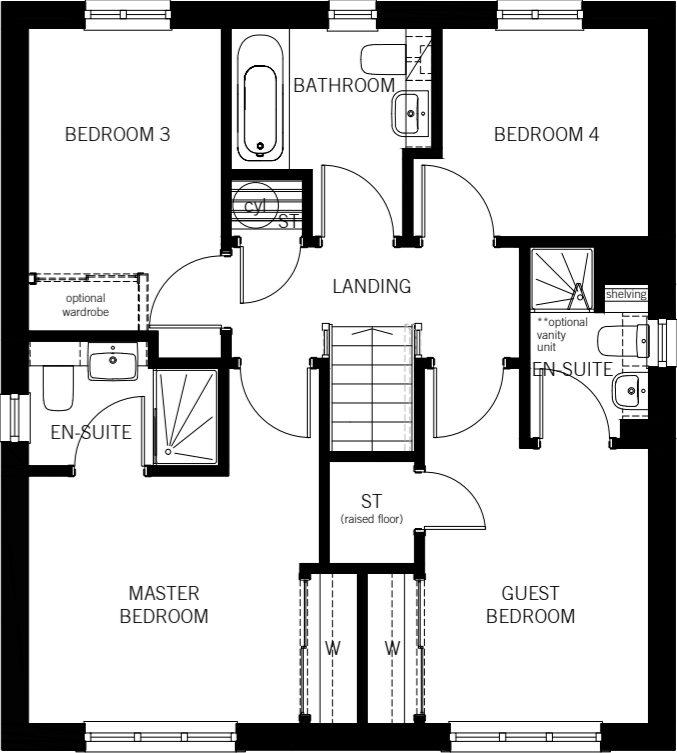 BATHROOM
BEDROOM 3
BEDROOM 4
cyl
ST
LANDING
optional
wardrobe
shelving
**optional
vanity
unit
EN-SUITE
EN-SUITE
ST
(raised floor)
MASTER
BEDROOM
GUEST
BEDROOM
W
W